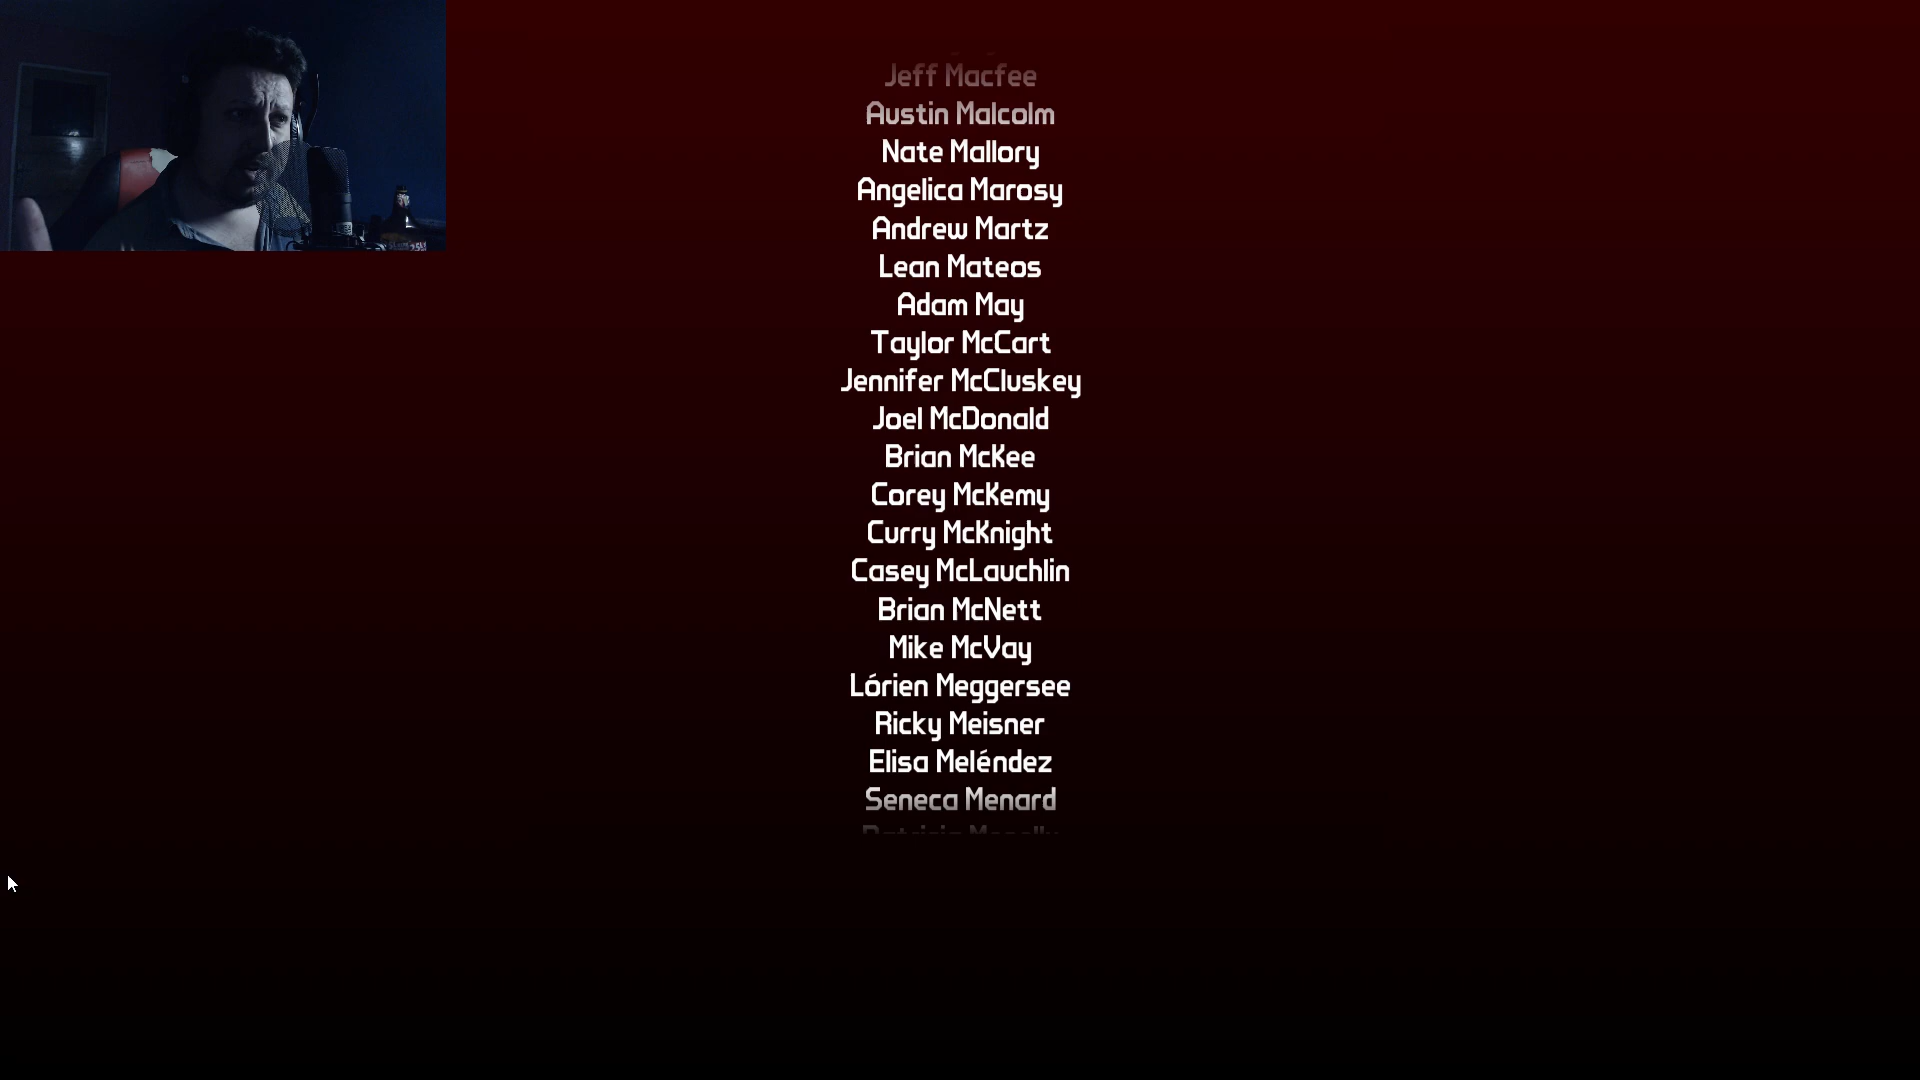 Jeff Macfee
Austin Malcolm
Nate Mallory
Angelica Marosy
Andrew Martz
Lean Mateos
Adam May
Taylor McCart
Jennifer McCluskey
Joel McDonald
Brian McKee
Corey McKemy
Curry McKnight
Casey McLauchlin
Brian McNett
Mike McVay
Lórien Meggersee
Ricky Meisner
Elisa Meléndez
Seneca Menard